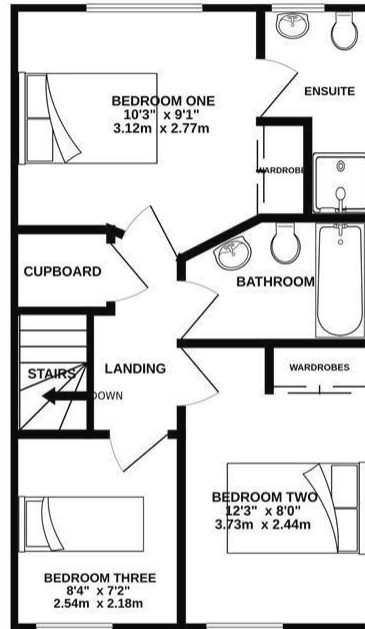 BEDROOM ONE
10'3" x 9'1"
3.12m x 2.77m
ENSUITE
WARDROBE
CUPBOARD
BATHROOM
STAIRS
LANDING
DOWN
WARDROBES
BEDROOM TWO
12'3" x 8'0"
3.73m x 2.44m
BEDROOM THREE
8'4" x 7'2"
2.54m x 2.18m